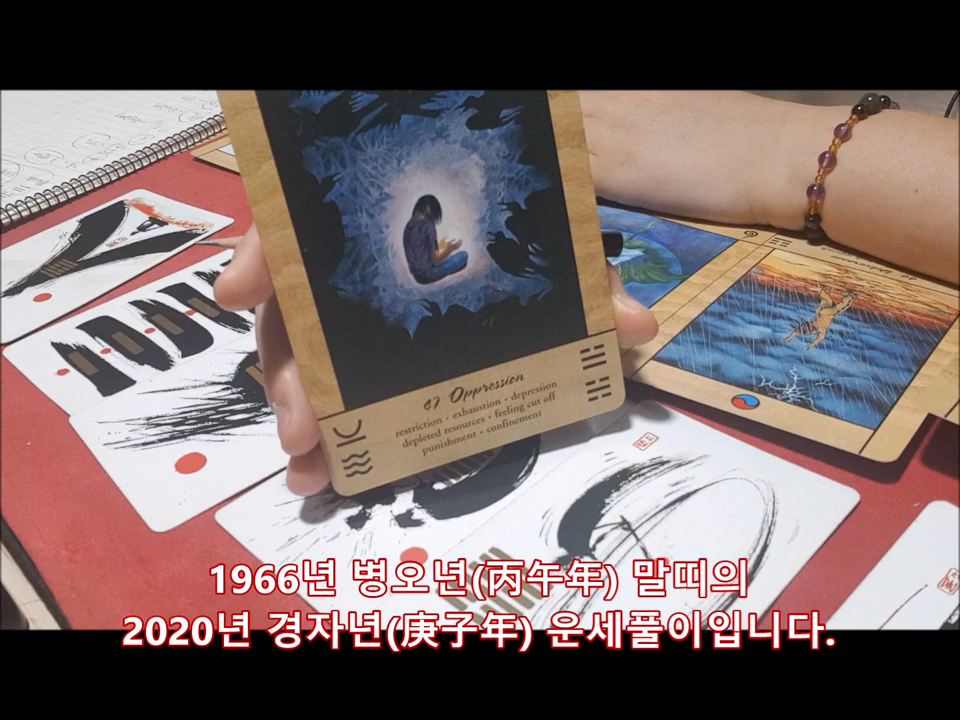 47 Oppression
restriction • exhaustion • depression
depleted resources • feeling cut off
punishment • confinement
1966년 병오년(丙午年) 말띠의
2020년 경자년(庚子年) 운세풀이입니다.